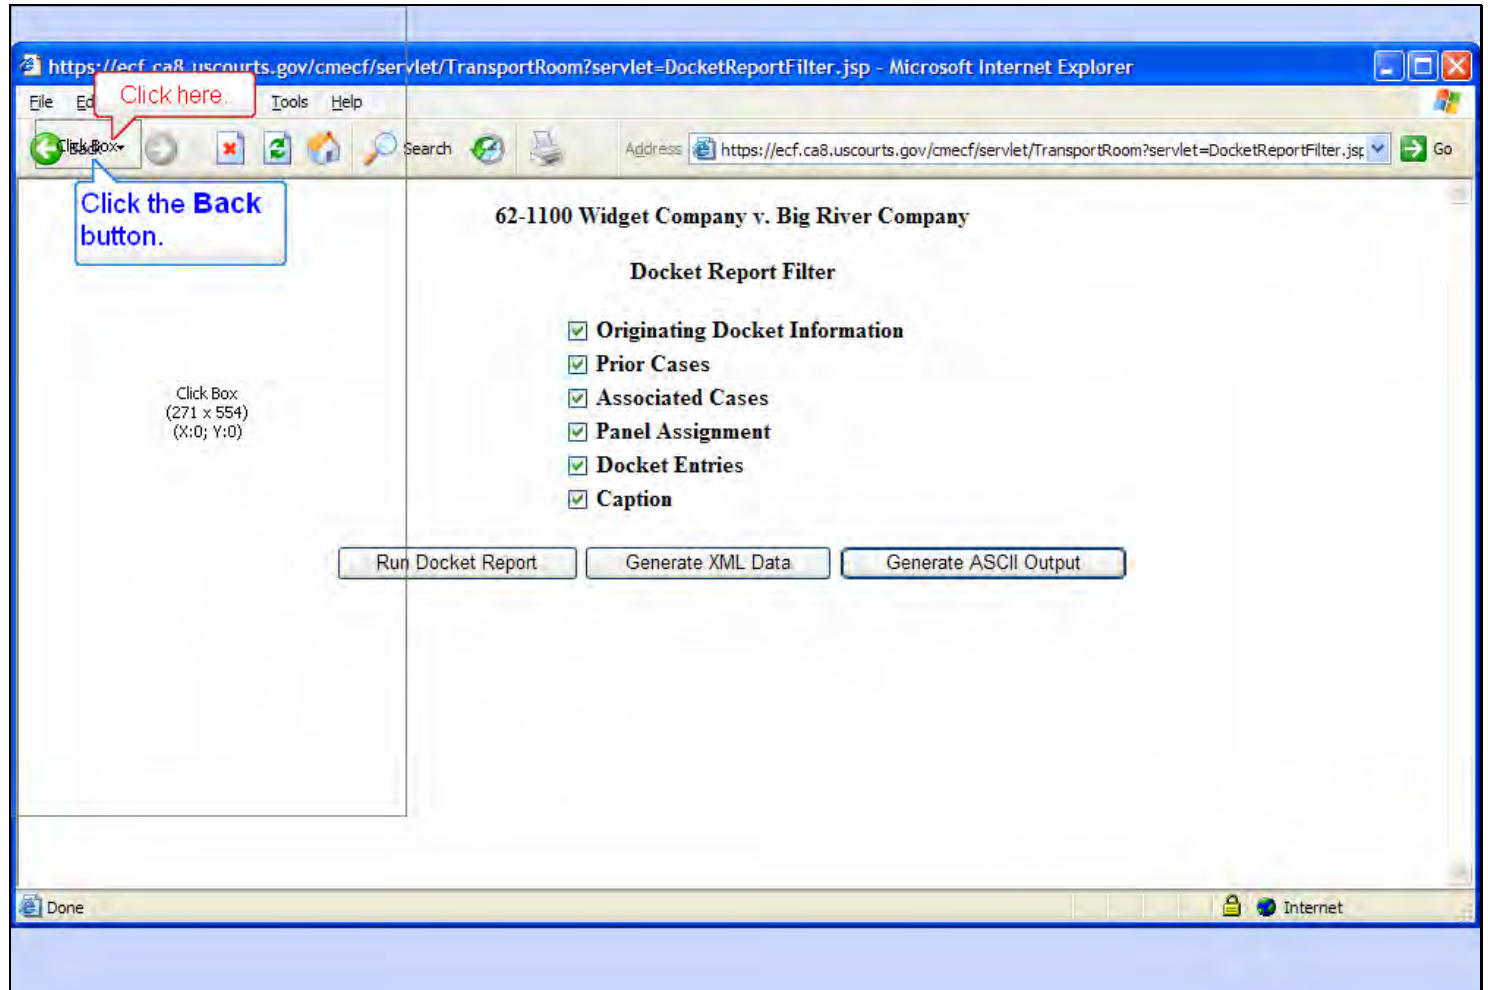 https://ecf.ca8.uscourts.gov/cmecf/servlet/TransportRoom?servlet=DocketReportFilter.jsp - Microsoft Internet Explorer
File Ed Tools Help
Click here.
Click Box
Search
Address https://ecf.ca8.uscourts.gov/cmecf/servlet/TransportRoom?servlet=DocketReportFilter.jsp Go
Click the Back
button.
62-1100 Widget Company v. Big River Company
Docket Report Filter
Originating Docket Information
Prior Cases
Associated Cases
Panel Assignment
Docket Entries
Caption
Click Box
(271 x 554)
(X:0; Y:0)
Run Docket Report Generate XML Data Generate ASCII Output
Done
Internet